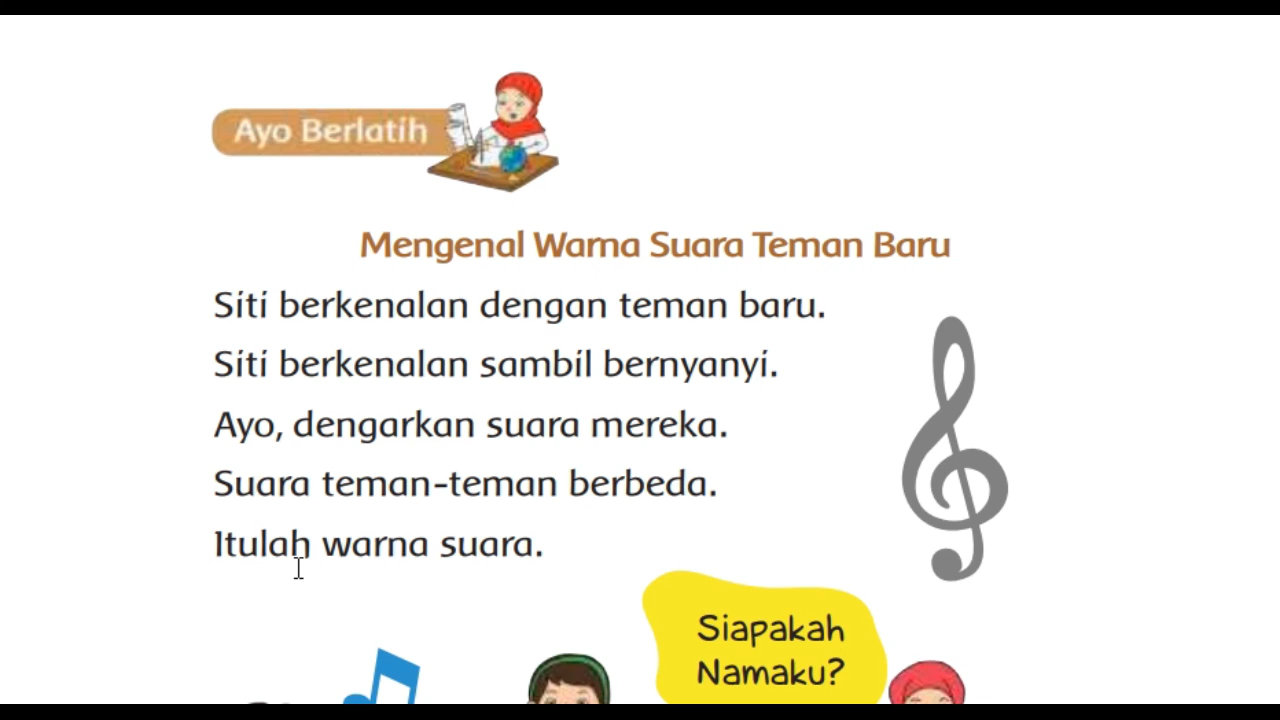 Ayo Berlatih
Mengenal Warna Suara Teman Baru
Siti berkenalan dengan teman baru.
Siti berkenalan sambil bernyanyi.
Ayo, dengarkan suara mereka.
Suara teman-teman berbeda.
Itulah warna suara.
Siapakah
Namaku?